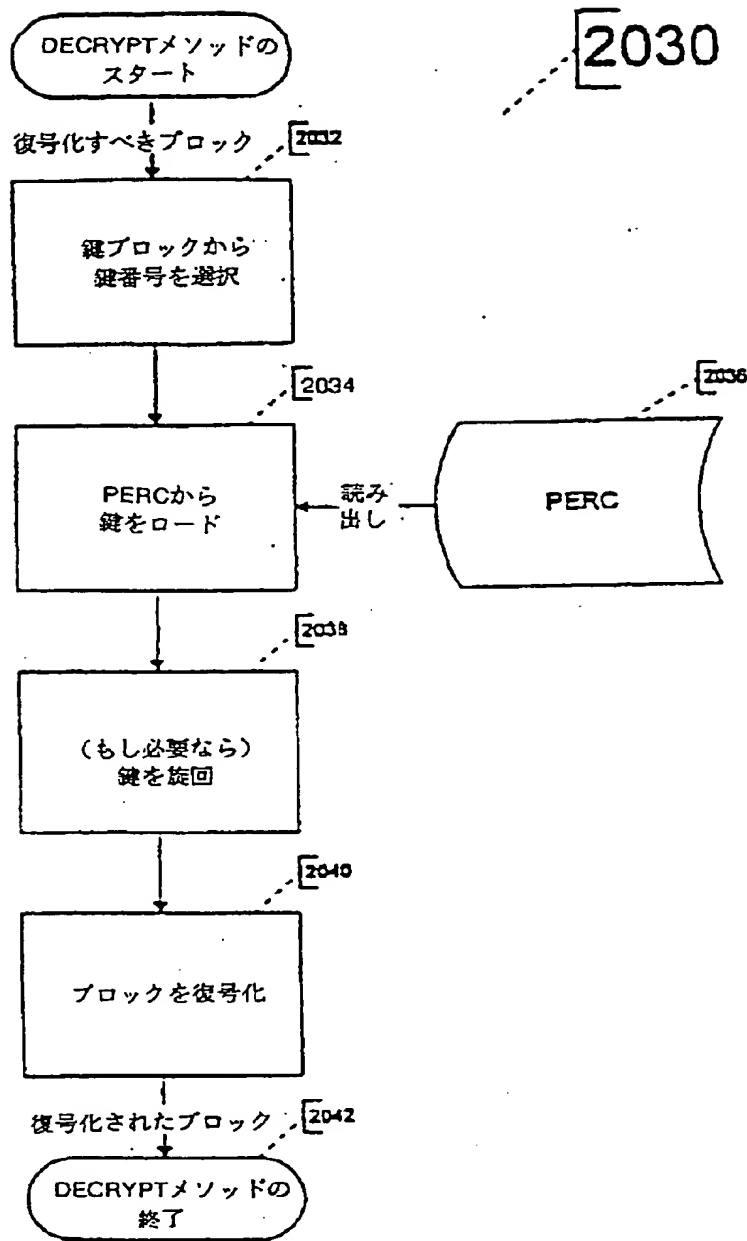 DECRYPTメソッドの
スタート
2030
復号化すべきブロック
2032
鍵ブロックから
鍵番号を選択
2034
PERCから
鍵をロード
読み
出し
2036
PERC
2038
(もし必要なら)
鍵を旋回
2040
ブロックを復号化
復号化されたブロック
2042
DECRYPTメソッドの
終了